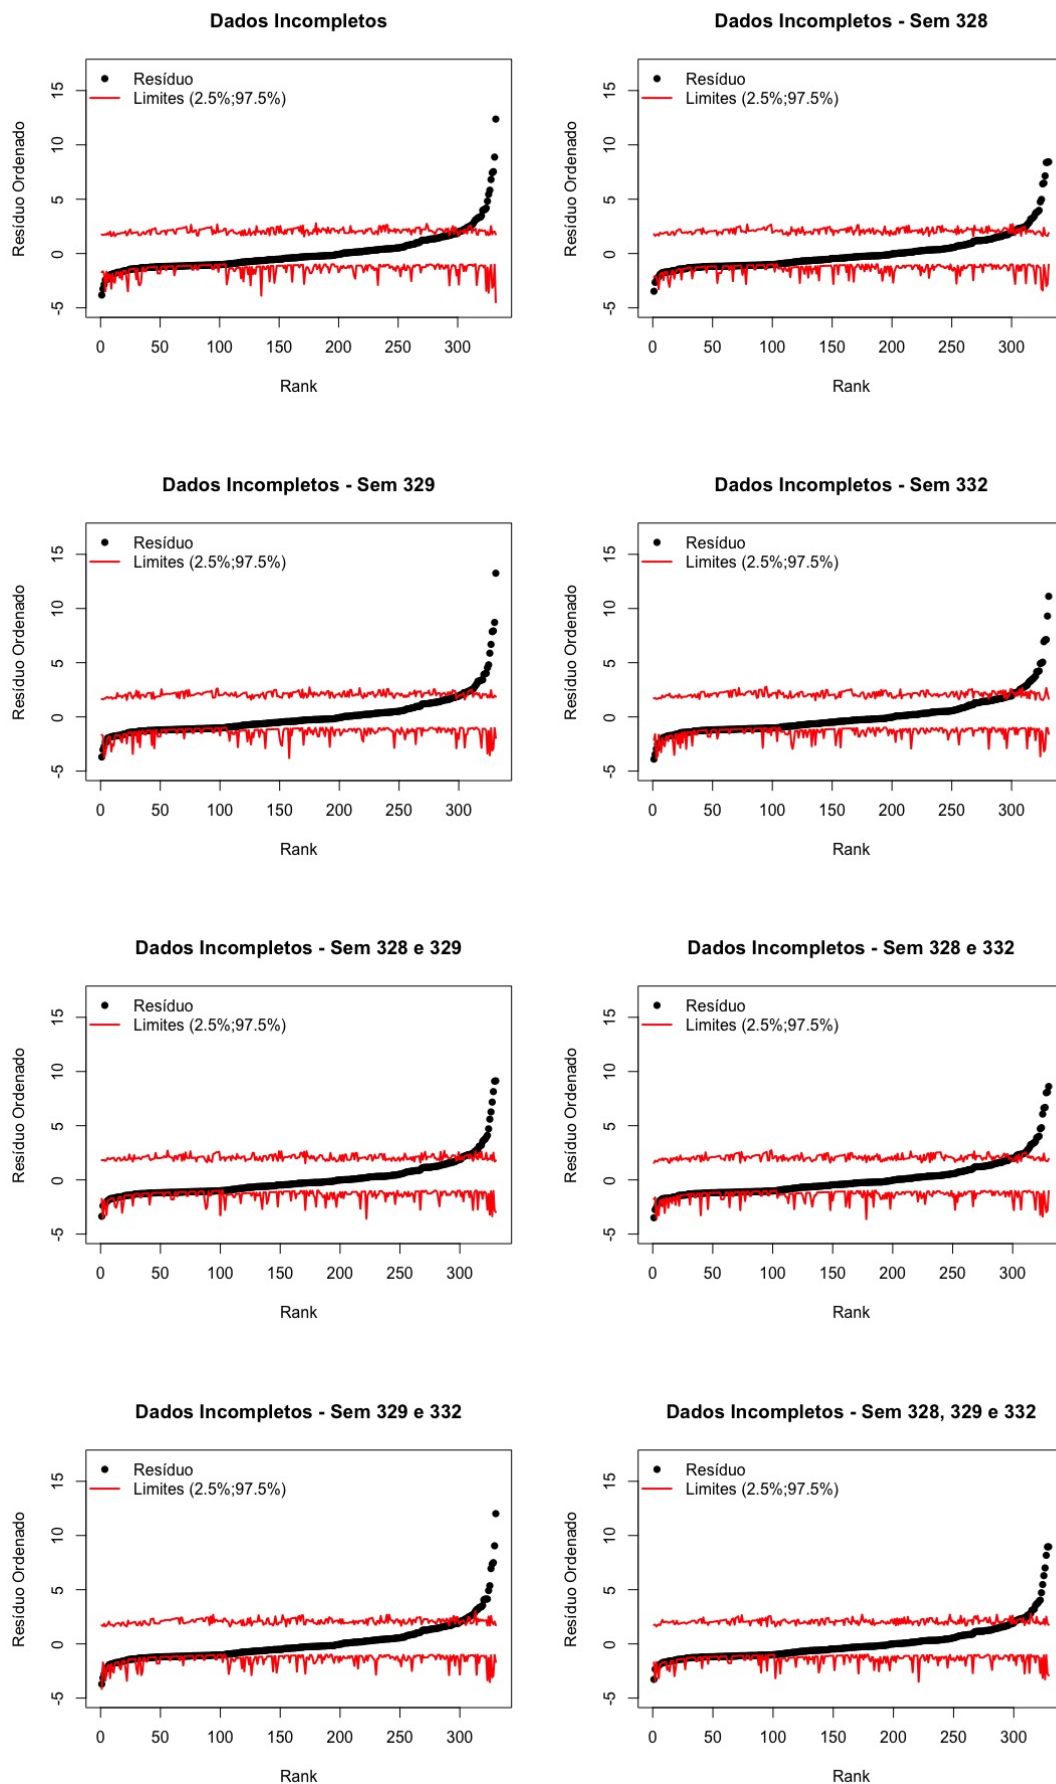 Dados Incompletos
Resíduo
Limites (2.5%;97.5%)
Resíduo Ordenado
-5 0 5 10 15
0 50 100 150 200 250 300
Rank
Dados Incompletos - Sem 328
Resíduo
Limites (2.5%;97.5%)
Resíduo Ordenado
-5 0 5 10 15
0 50 100 150 200 250 300
Rank
Dados Incompletos - Sem 329
Resíduo
Limites (2.5%;97.5%)
Resíduo Ordenado
-5 0 5 10 15
0 50 100 150 200 250 300
Rank
Dados Incompletos - Sem 332
Resíduo
Limites (2.5%;97.5%)
Resíduo Ordenado
-5 0 5 10 15
0 50 100 150 200 250 300
Rank
Dados Incompletos - Sem 328 e 329
Resíduo
Limites (2.5%;97.5%)
Resíduo Ordenado
-5 0 5 10 15
0 50 100 150 200 250 300
Rank
Dados Incompletos - Sem 328 e 332
Resíduo
Limites (2.5%;97.5%)
Resíduo Ordenado
-5 0 5 10 15
0 50 100 150 200 250 300
Rank
Dados Incompletos - Sem 329 e 332
Resíduo
Limites (2.5%;97.5%)
Resíduo Ordenado
-5 0 5 10 15
0 50 100 150 200 250 300
Rank
Dados Incompletos - Sem 328, 329 e 332
Resíduo
Limites (2.5%;97.5%)
Resíduo Ordenado
-5 0 5 10 15
0 50 100 150 200 250 300
Rank